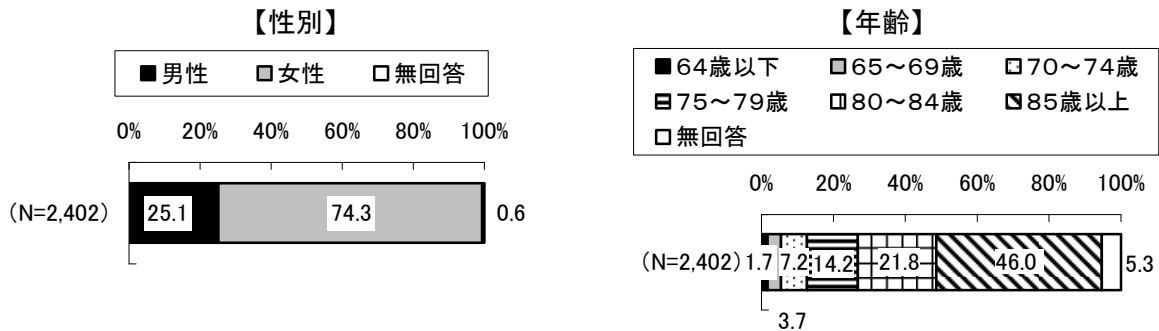 【性別】
■男性 ■女性 □無回答
0% 20% 40% 60% 80% 100%
(N=2,402) 25.1 74.3 0.6
【年齢】
■64歳以下 ■65～69歳 □70～74歳
■75～79歳 □80～84歳 ■85歳以上
□無回答
0% 20% 40% 60% 80% 100%
(N=2,402) 1.7 7.2 14.2 21.8 46.0 5.3
3.7